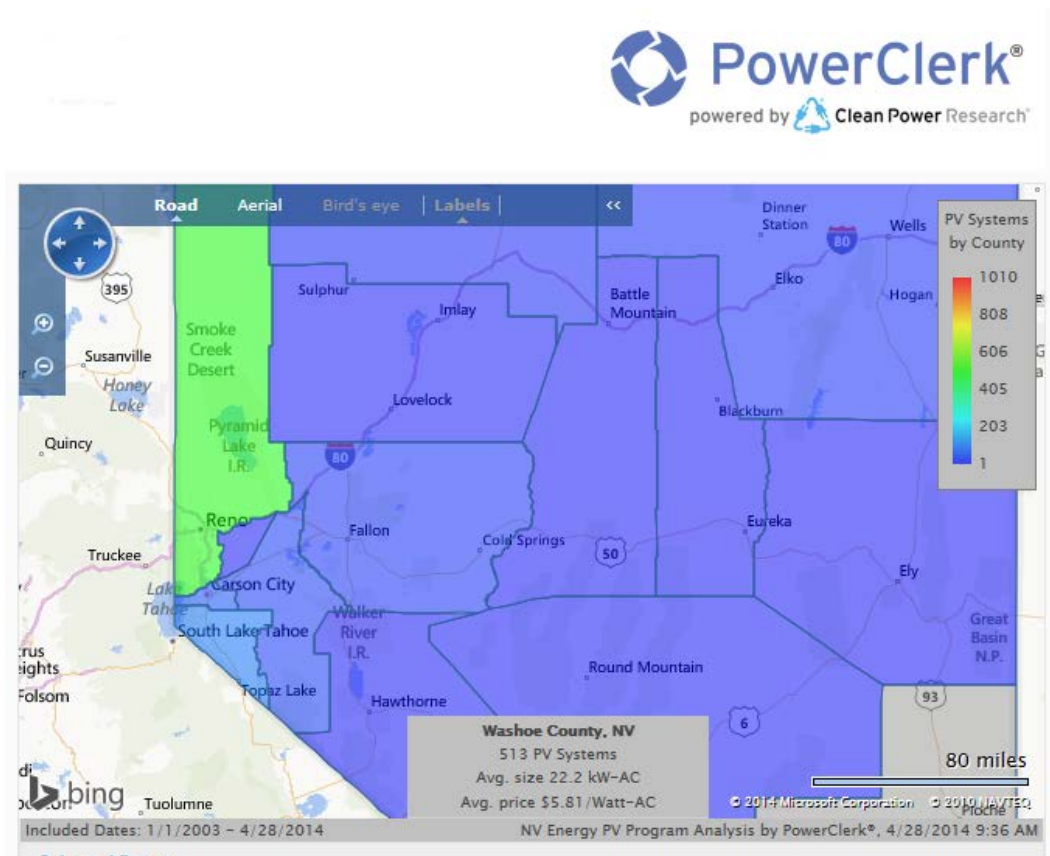 PowerClerk®
powered by Clean Power Research
Road Aerial Bird's eye Labels <<
PV Systems
by County
1010
808
606
405
203
1
Dinner
Station
80
Wells
395
Sulphur
Battle
Mountain
Elko
Hogan
Imlay
Smoke
Creek
Desert
Susanville
Honey
Lake
Lovelock
Blackburn
Pyramid
Lake
I.R.
Quincy
80
Reno
Fallon
Cold Springs
50
Eureka
Truckee
Ely
Lake
Tahoe
Carson City
Walker
River
I.R.
South Lake Tahoe
Great
Basin
N.P.
rus
eights
Folsom
Round Mountain
Topaz Lake
Hawthorne
93
6
Washoe County, NV
513 PV Systems
Avg. size 22.2 kW-AC
Avg. price $5.81/Watt-AC
80 miles
bing
Tuolumne
© 2014 Microsoft Corporation © 2010 NAVTEQ
Pioche
Included Dates: 1/1/2003 - 4/28/2014
NV Energy PV Program Analysis by PowerClerk®, 4/28/2014 9:36 AM